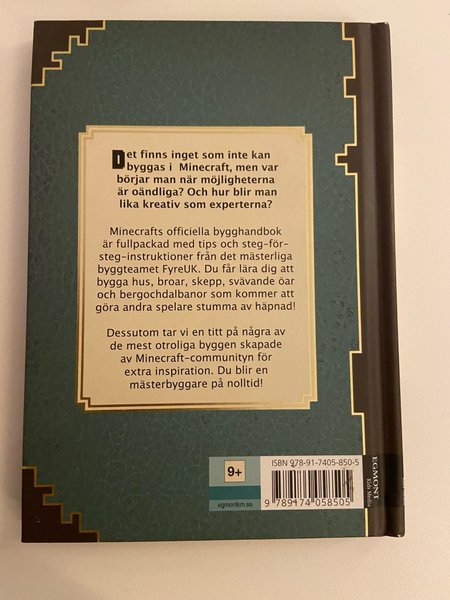 Det finns inget som inte kan
byggas i Minecraft, men var
börjar man när möjligheterna
är oändliga? Och hur blir man
lika kreativ som experterna?
Minecrafts officiella bygghandbok
är fullpackad med tips och steg-för-
steg-instruktioner från det mästerliga
byggteamet FyreUK. Du får lära dig att
bygga hus, broar, skepp, svävande öar
och bergochdalbanor som kommer att
göra andra spelare stumma av häpnad!
Dessutom tar vi en titt på några av
de mest otroliga byggen skapade
av Minecraft-communityn för
extra inspiration. Du blir en
mästerbyggare på nolltid!
ISBN 978-91-7405-850-5
9+
egmontkm.se
9 789174 058505
EGMONT
Kids Media